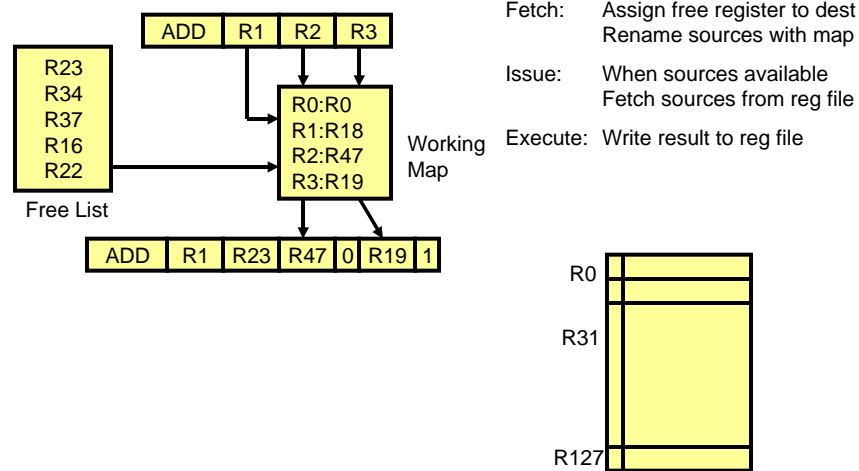 ADD R1 R2 R3
R23
R34
R37
R16
R22
Free List
R0:R0
R1:R18
R2:R47
R3:R19
Working
Map
ADD R1 R23 R47 0 R19 1
Fetch: Assign free register to dest
Rename sources with map
Issue: When sources available
Fetch sources from reg file
Execute: Write result to reg file
R0
R31
R127